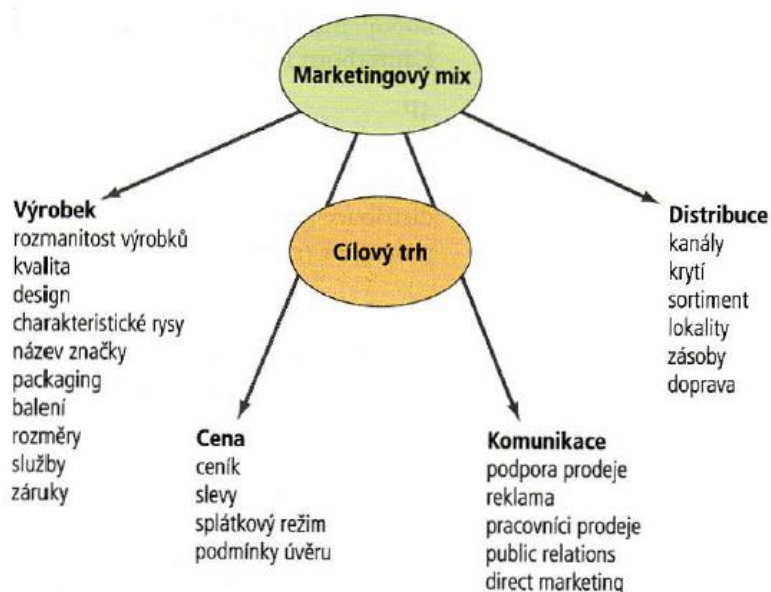 Marketingový mix
Cílový trh
Výrobek
rozmanitost výrobků
kvalita
design
charakteristické rysy
název značky
packaging
balení
rozměry
služby
záruky
Cena
ceník
slevy
splátkový režim
podmínky úvěru
Komunikace
podpora prodeje
reklama
pracovníci prodeje
public relations
direct marketing
Distribuce
kanály
krytí
sortiment
lokality
zásoby
doprava